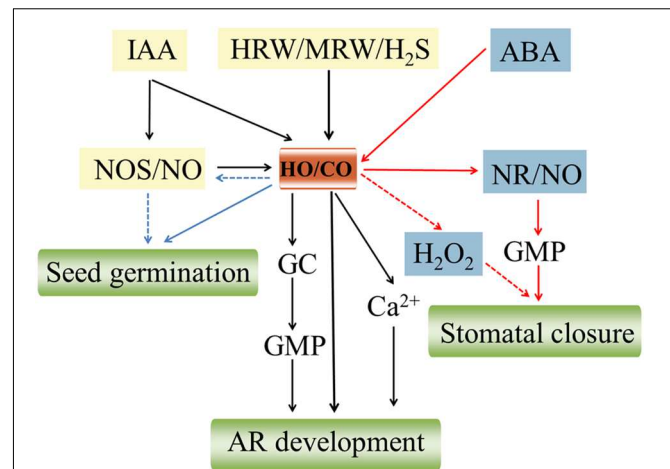 IAA
HRW/MRW/H₂S
ABA
NOS/NO
HO/CO
NR/NO
Seed germination
GC
H₂O₂
GMP
Ca²⁺
Stomatal closure
GMP
AR development